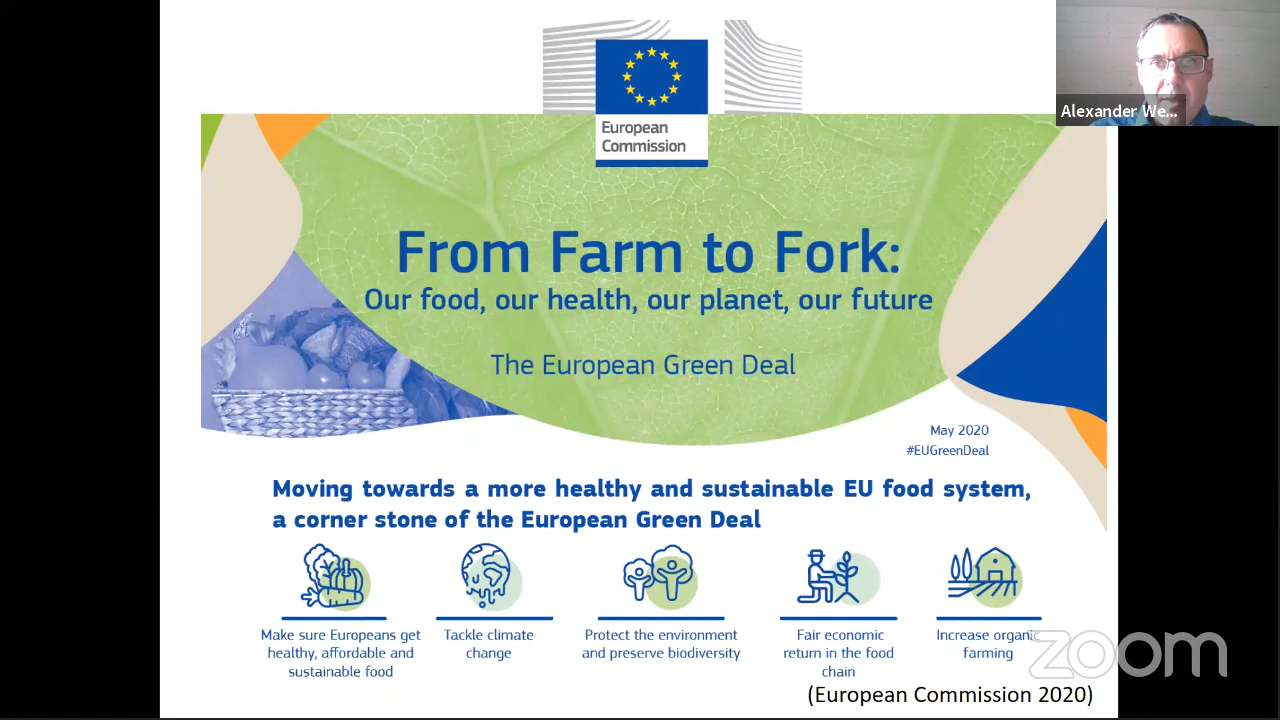 Alexander We...
European
Commission
From Farm to Fork:
Our food, our health, our planet, our future
The European Green Deal
May 2020
#EUGreenDeal
Moving towards a more healthy and sustainable EU food system,
a corner stone of the European Green Deal
Make sure Europeans get
healthy, affordable and
sustainable food
Tackle climate
change
Protect the environment
and preserve biodiversity
Fair economic
return in the food
chain
Increase organic
farming
zoom
(European Commission 2020)